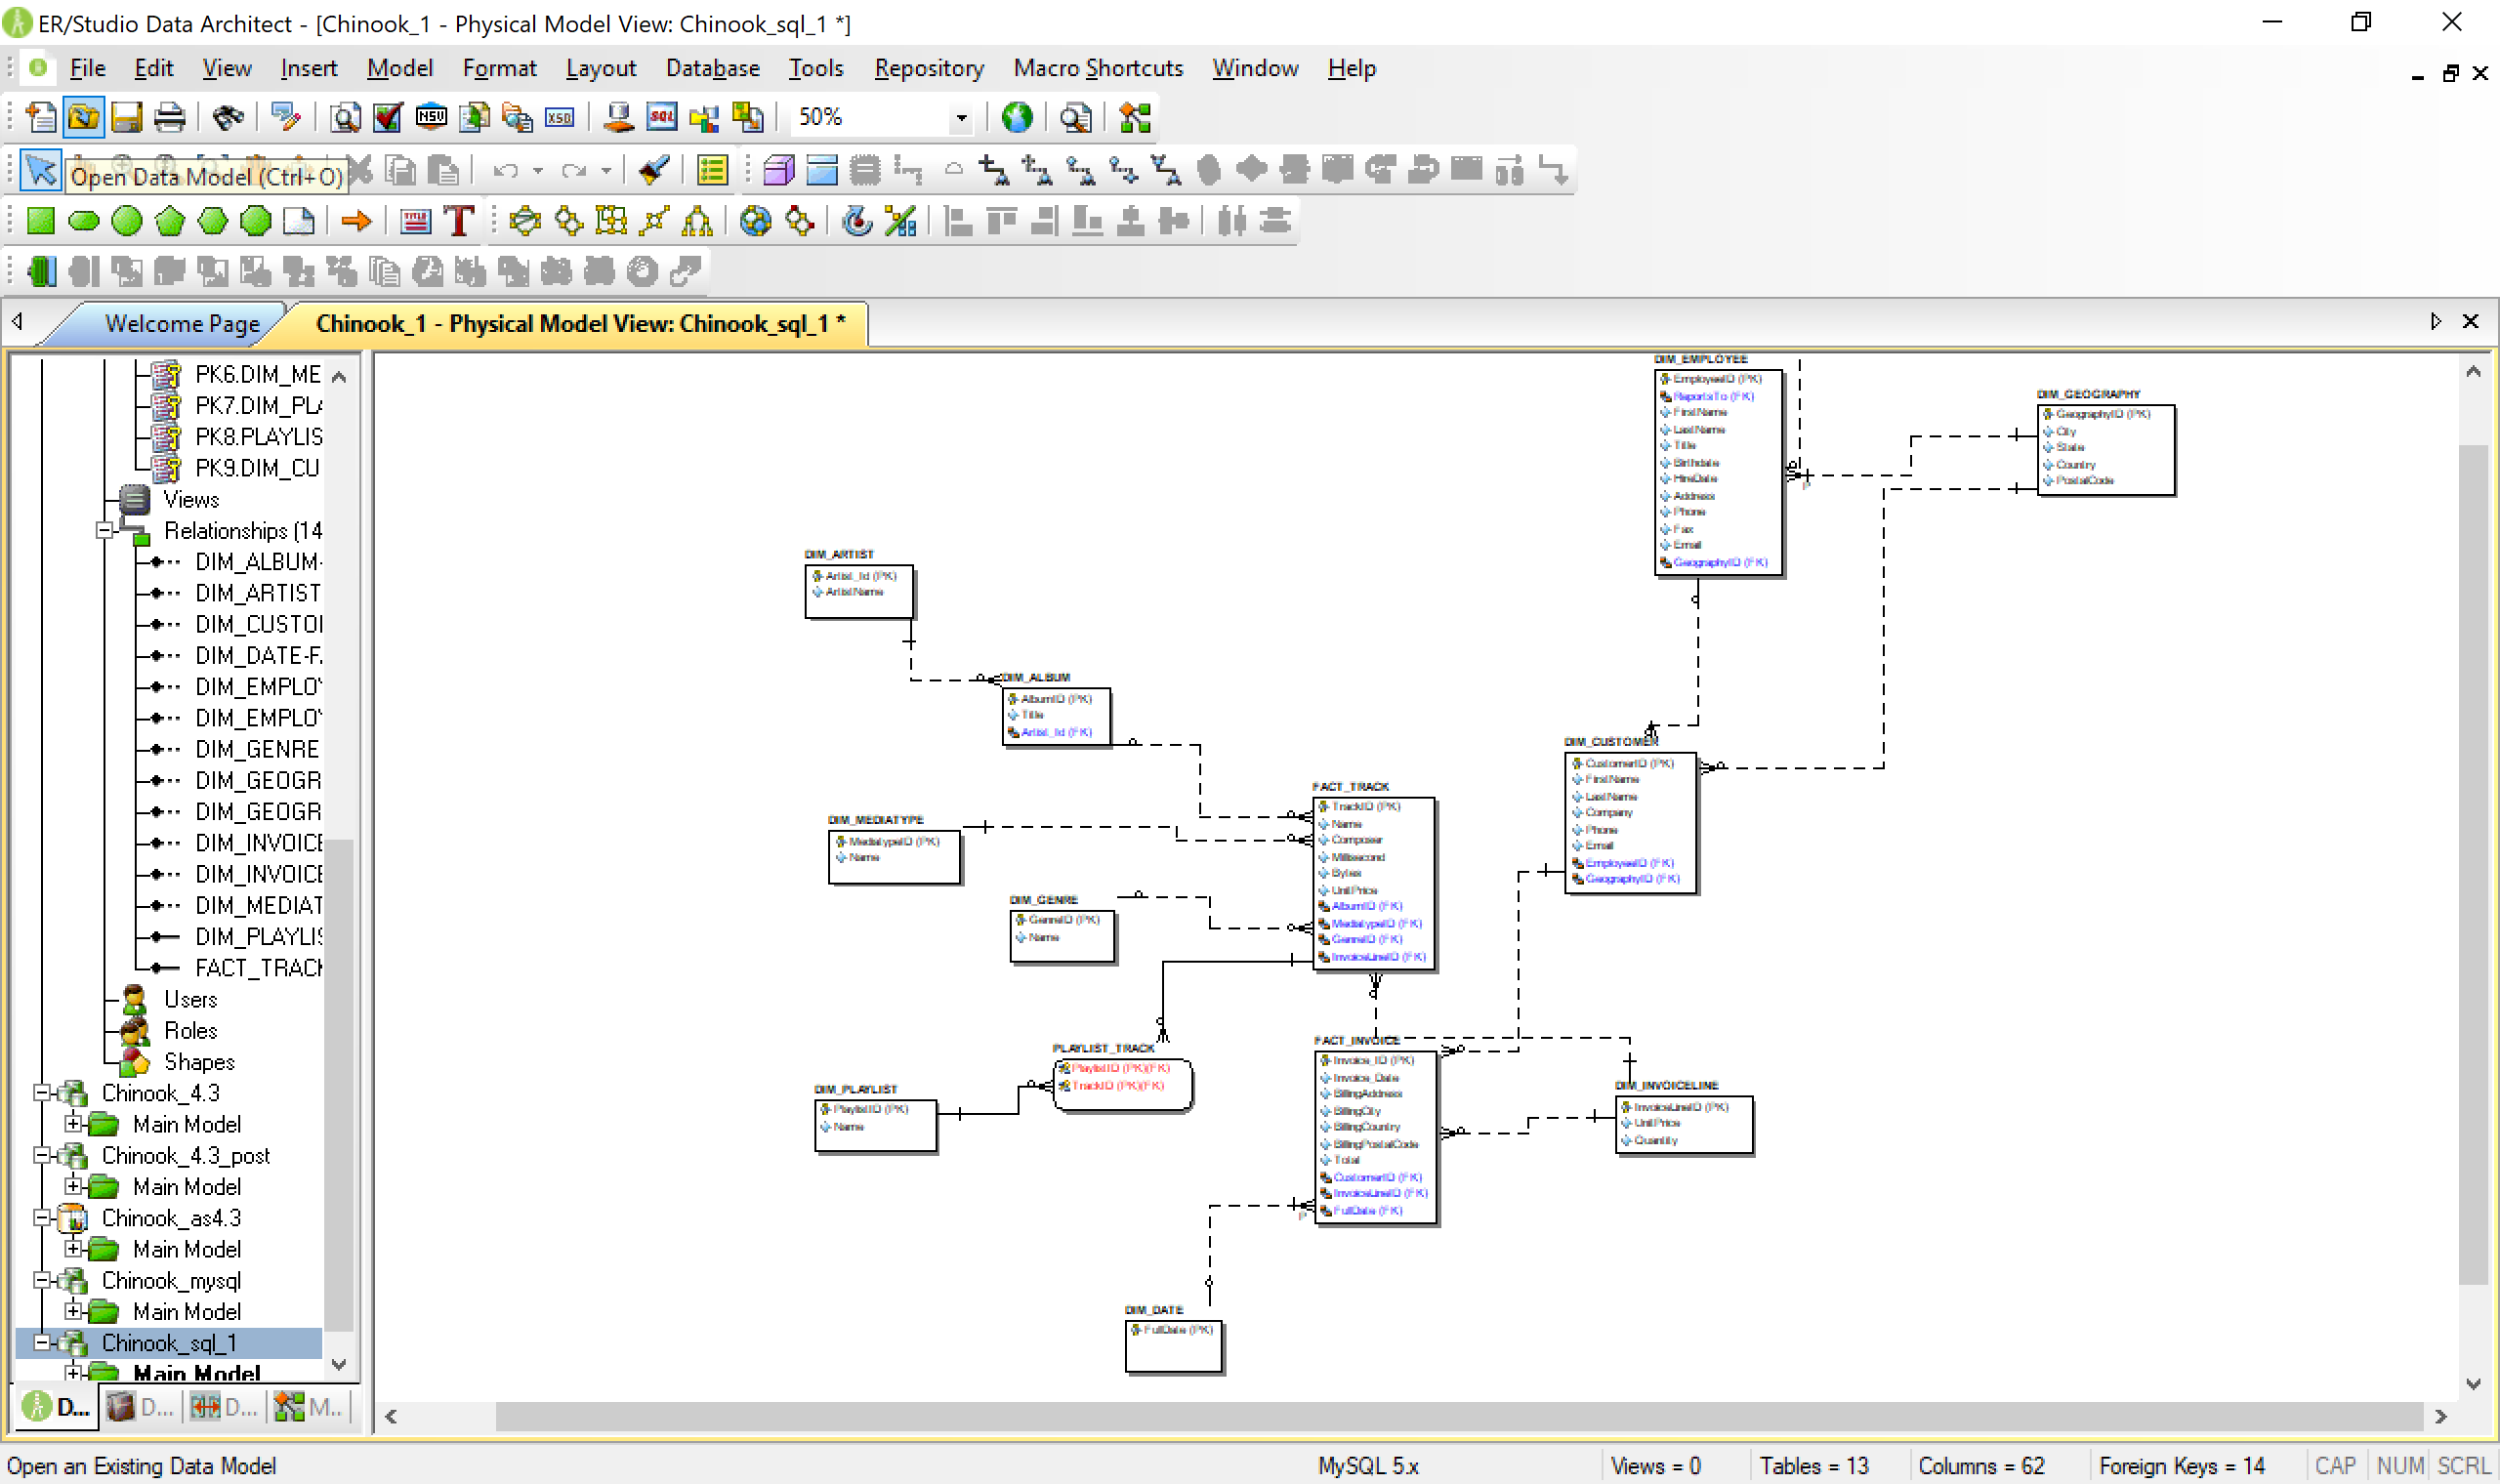 ER/Studio Data Architect - [Chinook_1 - Physical Model View: Chinook_sql_1 *]
File Edit View Insert Model Format Layout Database Tools Repository Macro Shortcuts Window Help
NSU XSD SQL 50%
Open Data Model (Ctrl+O)
TITLE T
Welcome Page
Chinook_1 - Physical Model View: Chinook_sql_1 *
PK6.DIM_ME
PK7.DIM_PLA
PK8.PLAYLIS
PK9.DIM_CU
Views
Relationships (14
DIM_ALBUM-
DIM_ARTIST
DIM_CUSTO
DIM_DATE-F
DIM_EMPLO
DIM_EMPLO
DIM_GENRE
DIM_GEOGR
DIM_GEOGR
DIM_INVOICE
DIM_INVOICE
DIM_MEDIAT
DIM_PLAYLIS
FACT_TRACK
Users
Roles
Shapes
Chinook_4.3
Main Model
Chinook_4.3_post
Main Model
Chinook_as4.3
Main Model
Chinook_mysql
Main Model
Chinook_sql_1
Main Model
D... D... D... M..
DIM_EMPLOYEE
EmployeeID (PK)
ReportsTo (FK)
FirstName
LastName
Title
Birthdate
HireDate
Address
Phone
Fax
Email
GeographyID (FK)
P
DIM_GEOGRAPHY
GeographyID (PK)
City
State
Country
PostalCode
DIM_ARTIST
Artist_Id (PK)
ArtistName
DIM_ALBUM
AlbumID (PK)
Title
Artist_Id (FK)
DIM_CUSTOMER
CustomerID (PK)
FirstName
LastName
Company
Phone
Email
EmployeeID (FK)
GeographyID (FK)
FACT_TRACK
TrackID (PK)
Name
Composer
Millisecond
Bytes
UnitPrice
AlbumID (FK)
MediatypeID (FK)
GenreID (FK)
InvoiceLineID (FK)
DIM_MEDIATYPE
MediatypeID (PK)
Name
DIM_GENRE
GenreID (PK)
Name
PLAYLIST_TRACK
PlaylistID (PK)(FK)
TrackID (PK)(FK)
DIM_PLAYLIST
PlaylistID (PK)
Name
FACT_INVOICE
Invoice_ID (PK)
Invoice_Date
BillingAddress
BillingCity
BillingCountry
BillingPostalCode
Total
CustomerID (FK)
InvoiceLineID (FK)
FullDate (FK)
P
DIM_INVOICELINE
InvoiceLineID (PK)
UnitPrice
Quantity
DIM_DATE
FullDate (PK)
Open an Existing Data Model
MySQL 5.x Views = 0 Tables = 13 Columns = 62 Foreign Keys = 14 CAP NUM SCRL